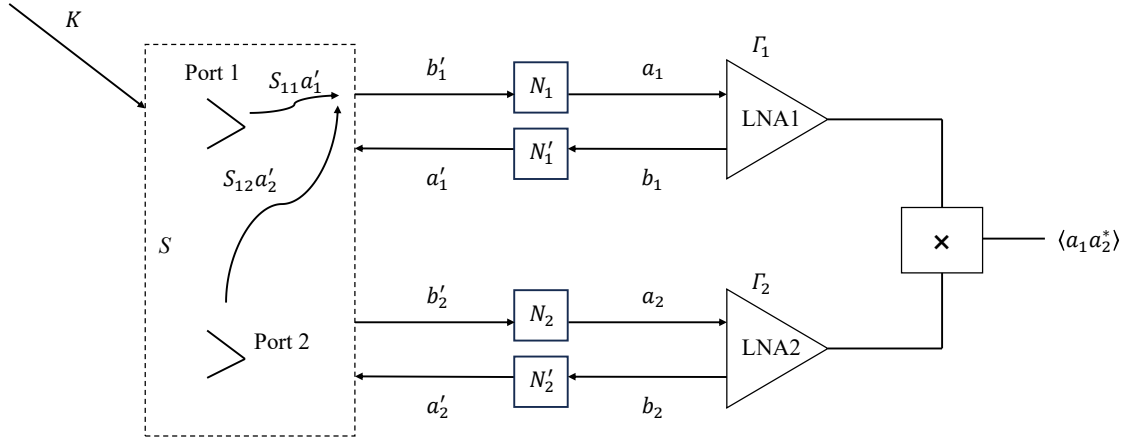 K
Port 1
S₁₁a′₁
S₁₂a′₂
S
Port 2
b′₁
N₁
a₁
Γ₁
LNA1
a′₁
N′₁
b₁
×
⟨a₁a₂*⟩
b′₂
N₂
a₂
Γ₂
LNA2
a′₂
N′₂
b₂